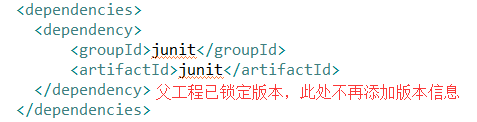 <dependencies>
<dependency>
<groupId>junit</groupId>
<artifactId>junit</artifactId>
</dependency> 父工程已锁定版本，此处不再添加版本信息
</dependencies>